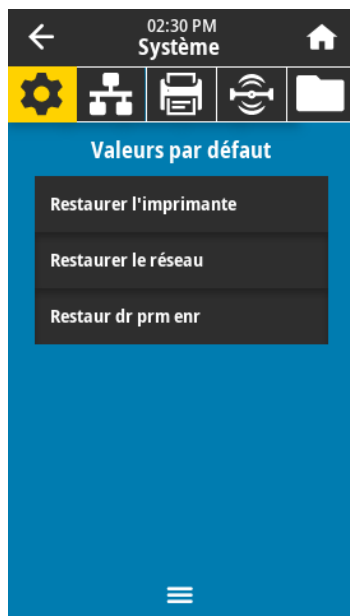 02:30 PM
Système
Valeurs par défaut
Restaurer l'imprimante
Restaurer le réseau
Restaur dr prm enr